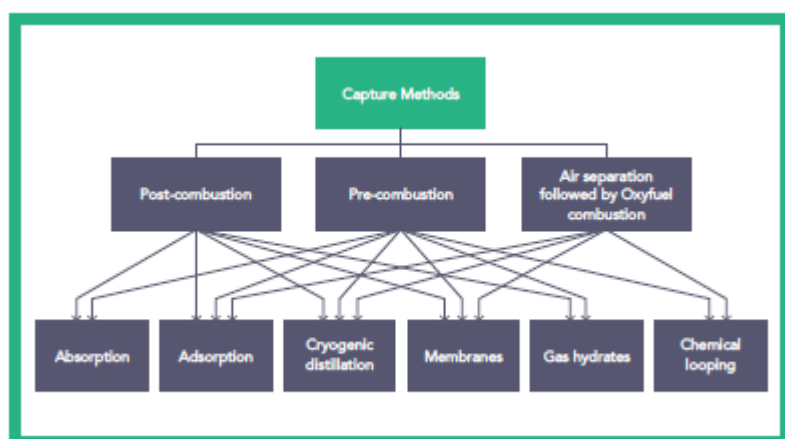 Capture Methods
Post-combustion
Pre-combustion
Air separation
followed by Oxyfuel
combustion
Absorption
Adsorption
Cryogenic
distillation
Membranes
Gas hydrates
Chemical
looping